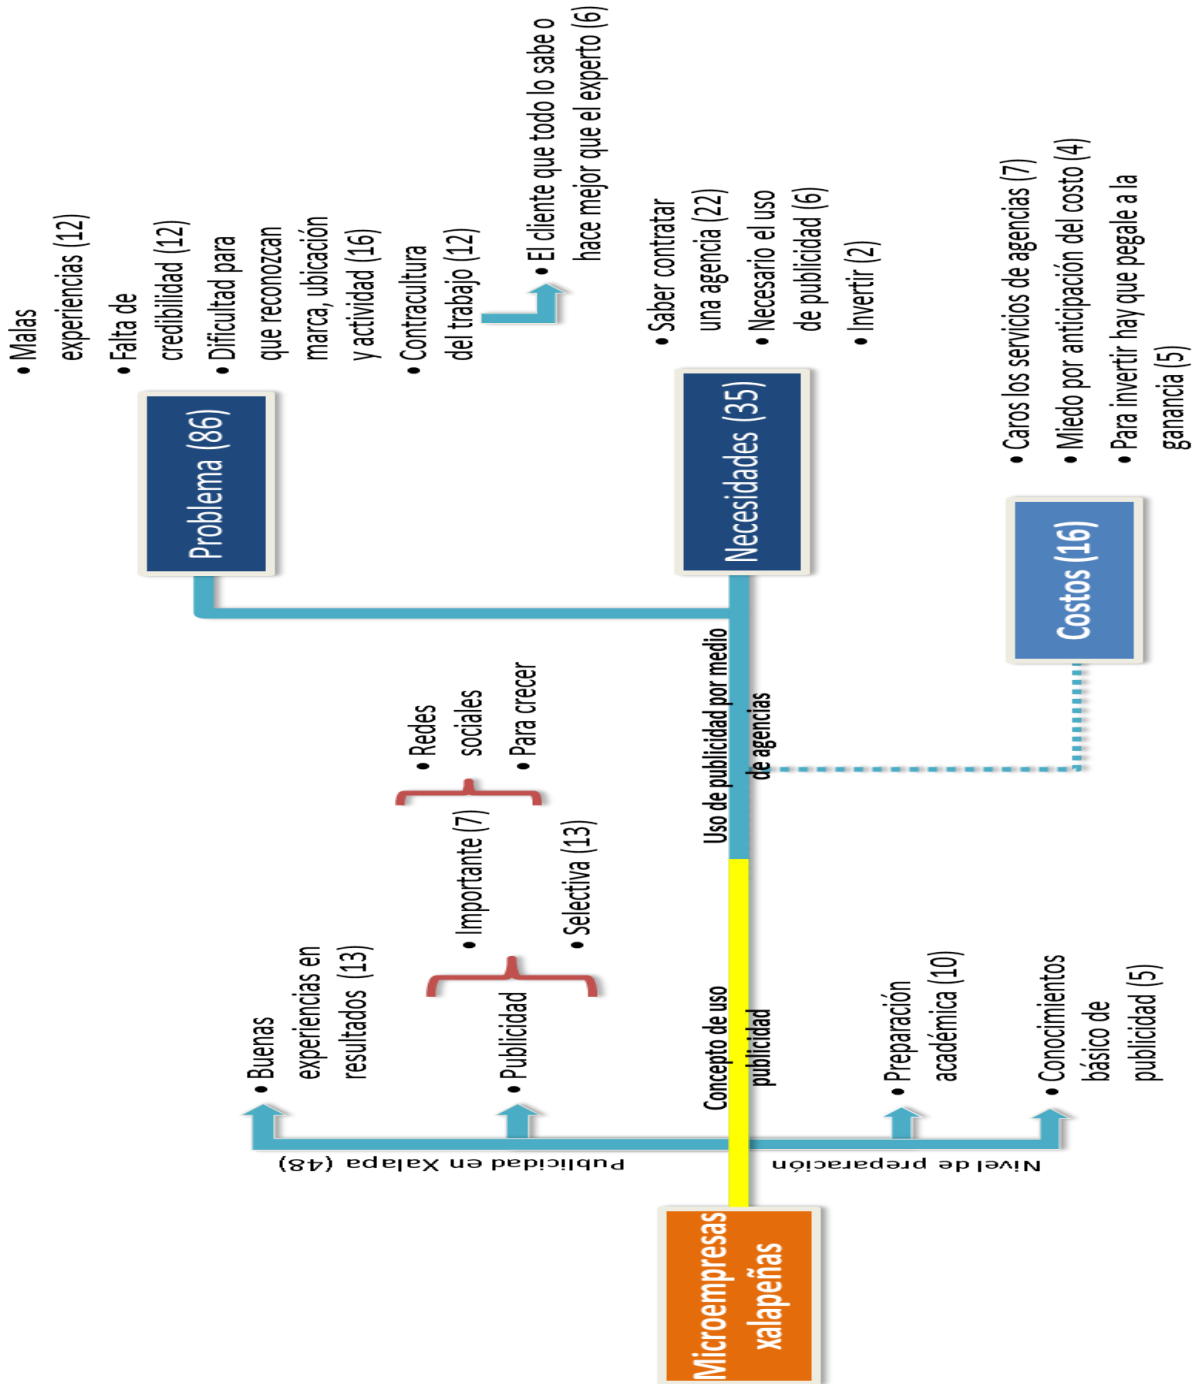 Microempresas
xalapeñas
Publicidad en Xalapa (48)
Nivel de preparación
Concepto de uso
publicidad
• Buenas
experiencias en
resultados (13)
• Publicidad
• Importante (7)
• Selectiva (13)
• Redes
sociales
• Para crecer
• Preparación
académica (10)
• Conocimientos
básico de
publicidad (5)
Uso de publicidad por medio
de agencias
Problema (86)
• Malas
experiencias (12)
• Falta de
credibilidad (12)
• Dificultad para
que reconozcan
marca, ubicación
y actividad (16)
• Contracultura
del trabajo (12)
• El cliente que todo lo sabe o
hace mejor que el experto (6)
Necesidades (35)
• Saber contratar
una agencia (22)
• Necesario el uso
de publicidad (6)
• Invertir (2)
Costos (16)
• Caros los servicios de agencias (7)
• Miedo por anticipación del costo (4)
• Para invertir hay que pegale a la
ganancia (5)